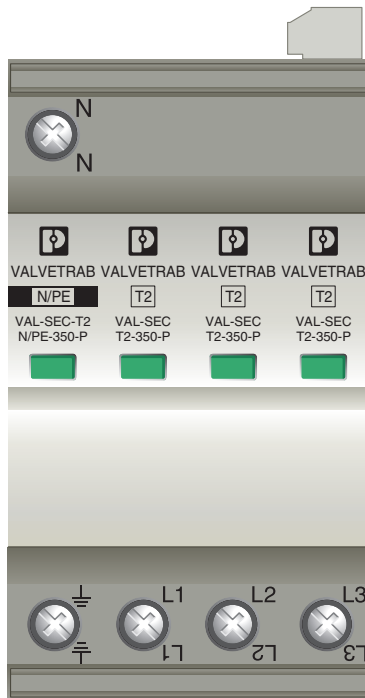 N
N
VALVETRAB VALVETRAB VALVETRAB VALVETRAB
N/PE T2 T2 T2
VAL-SEC-T2 VAL-SEC VAL-SEC VAL-SEC
N/PE-350-P T2-350-P T2-350-P T2-350-P
L1 L2 L3
L1 L2 L3